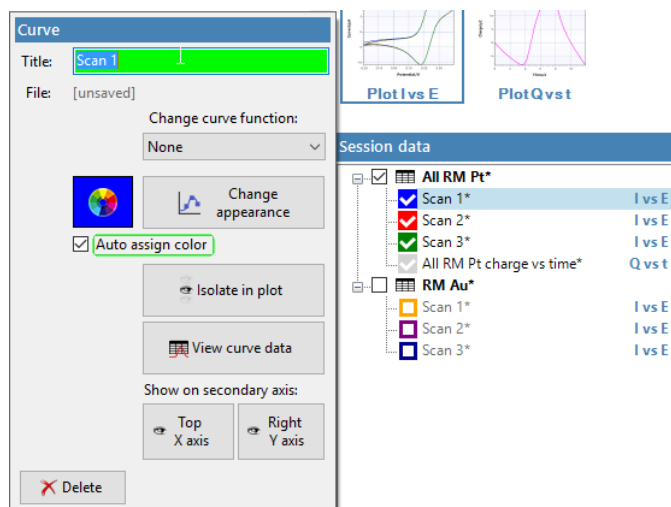 Curve
Title: Scan 1
File: [unsaved]
Change curve function:
None
Change
appearance
Auto assign color
Isolate in plot
View curve data
Show on secondary axis:
Top
X axis
Right
Y axis
Delete
Potential/V
Plot I vs E
Plot Q vs t
Session data
All RM Pt*
Scan 1* I vs E
Scan 2* I vs E
Scan 3* I vs E
All RM Pt charge vs time* Q vs t
RM Au*
Scan 1* I vs E
Scan 2* I vs E
Scan 3* I vs E